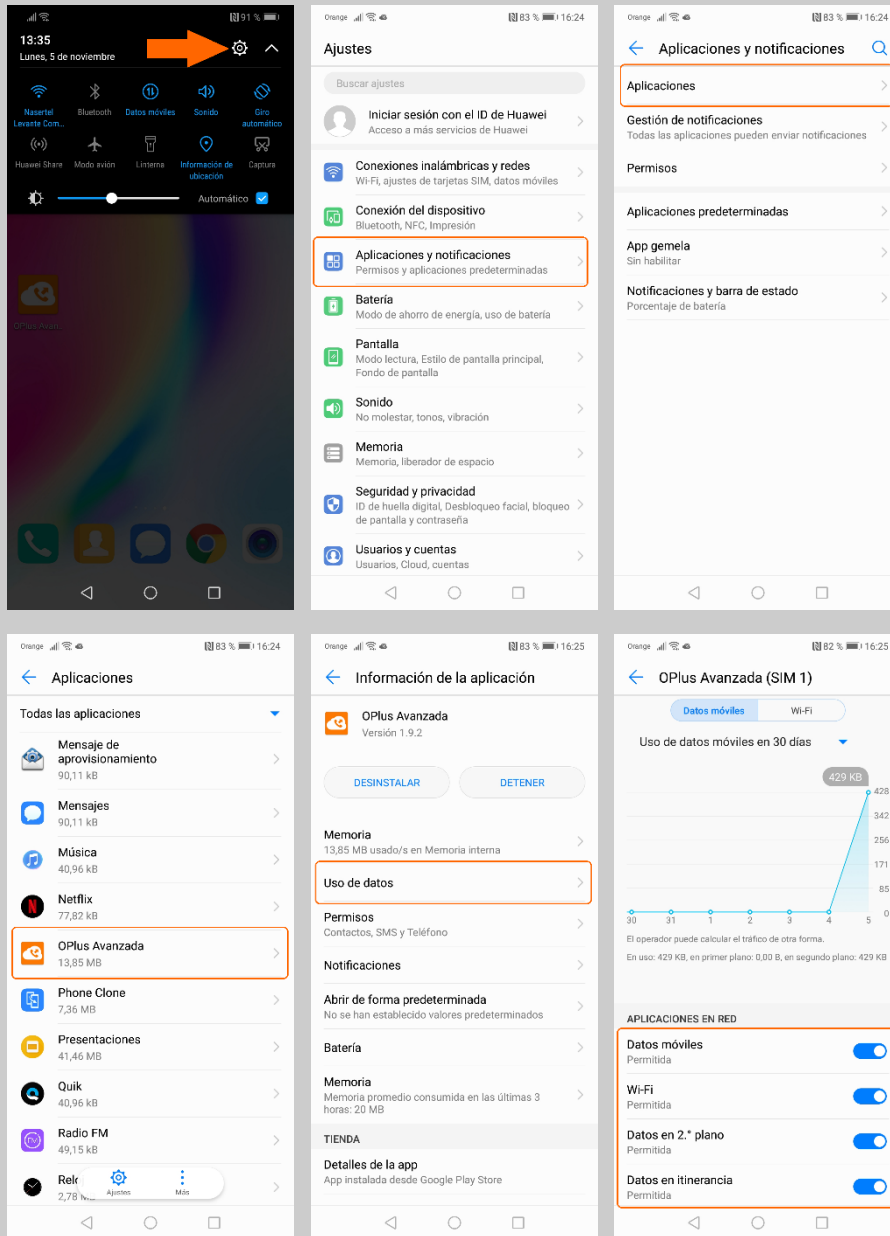 91 %
13:35
Lunes, 5 de noviembre
Nasertel
Levante Com...
Bluetooth
Datos móviles
Sonido
Giro
automático
Huawei Share
Modo avión
Linterna
Información de
ubicación
Captura
Automático
OPlus Avan...
Orange 83 % 16:24
Ajustes
Buscar ajustes
Iniciar sesión con el ID de Huawei
Acceso a más servicios de Huawei
Conexiones inalámbricas y redes
Wi-Fi, ajustes de tarjetas SIM, datos móviles
Conexión del dispositivo
Bluetooth, NFC, Impresión
Aplicaciones y notificaciones
Permisos y aplicaciones predeterminadas
Batería
Modo de ahorro de energía, uso de batería
Pantalla
Modo lectura, Estilo de pantalla principal,
Fondo de pantalla
Sonido
No molestar, tonos, vibración
Memoria
Memoria, liberador de espacio
Seguridad y privacidad
ID de huella digital, Desbloqueo facial, bloqueo
de pantalla y contraseña
Usuarios y cuentas
Usuarios, Cloud, cuentas
Orange 83 % 16:24
Aplicaciones y notificaciones
Aplicaciones
Gestión de notificaciones
Todas las aplicaciones pueden enviar notificaciones
Permisos
Aplicaciones predeterminadas
App gemela
Sin habilitar
Notificaciones y barra de estado
Porcentaje de batería
Orange 83 % 16:24
Aplicaciones
Todas las aplicaciones
Mensaje de
aprovisionamiento
90,11 kB
Mensajes
90,11 kB
Música
40,96 kB
Netflix
77,82 kB
OPlus Avanzada
13,85 MB
Phone Clone
7,36 MB
Presentaciones
41,46 MB
Quik
40,96 kB
Radio FM
49,15 kB
Relo
2,78
Ajustes
Más
Orange 83 % 16:25
Información de la aplicación
OPlus Avanzada
Versión 1.9.2
DESINSTALAR
DETENER
Memoria
13,85 MB usado/s en Memoria interna
Uso de datos
Permisos
Contactos, SMS y Teléfono
Notificaciones
Abrir de forma predeterminada
No se han establecido valores predeterminados
Batería
Memoria
Memoria promedio consumida en las últimas 3
horas: 20 MB
TIENDA
Detalles de la app
App instalada desde Google Play Store
Orange 82 % 16:25
OPlus Avanzada (SIM 1)
Datos móviles
Wi-Fi
Uso de datos móviles en 30 días
429 KB
428
342
256
171
85
0
30 31 1 2 3 4 5
El operador puede calcular el tráfico de otra forma.
En uso: 429 KB, en primer plano: 0,00 B, en segundo plano: 429 KB
APLICACIONES EN RED
Datos móviles
Permitida
Wi-Fi
Permitida
Datos en 2.° plano
Permitida
Datos en itinerancia
Permitida